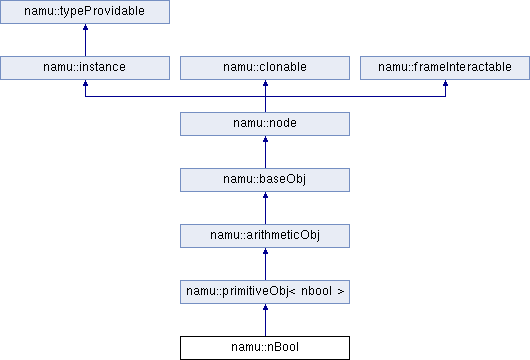 namu::typeProvidable
namu::instance namu::clonable namu::frameInteractable
namu::node
namu::baseObj
namu::arithmeticObj
namu::primitiveObj< nbool >
namu::nBool